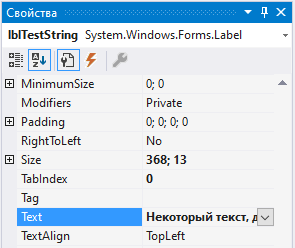 Свойства
lblTestString System.Windows.Forms.Label
MinimumSize 0; 0
Modifiers Private
Padding 0; 0; 0; 0
RightToLeft No
Size 368; 13
TabIndex 0
Tag
Text Некоторый текст, д
TextAlign TopLeft